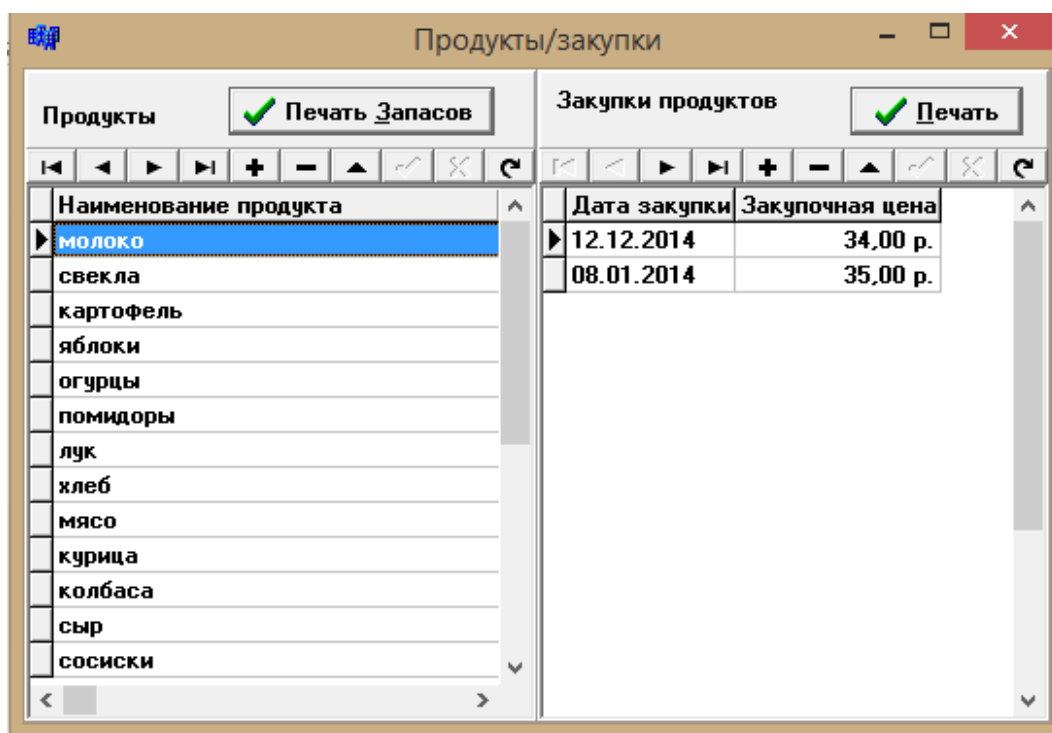 Продукты/закупки
Продукты
Печать Запасов
Закупки продуктов
Печать
Наименование продукта
молоко
свекла
картофель
яблоки
огурцы
помидоры
лук
хлеб
мясо
курица
колбаса
сыр
сосиски
Дата закупки Закупочная цена
12.12.2014 34,00 р.
08.01.2014 35,00 р.